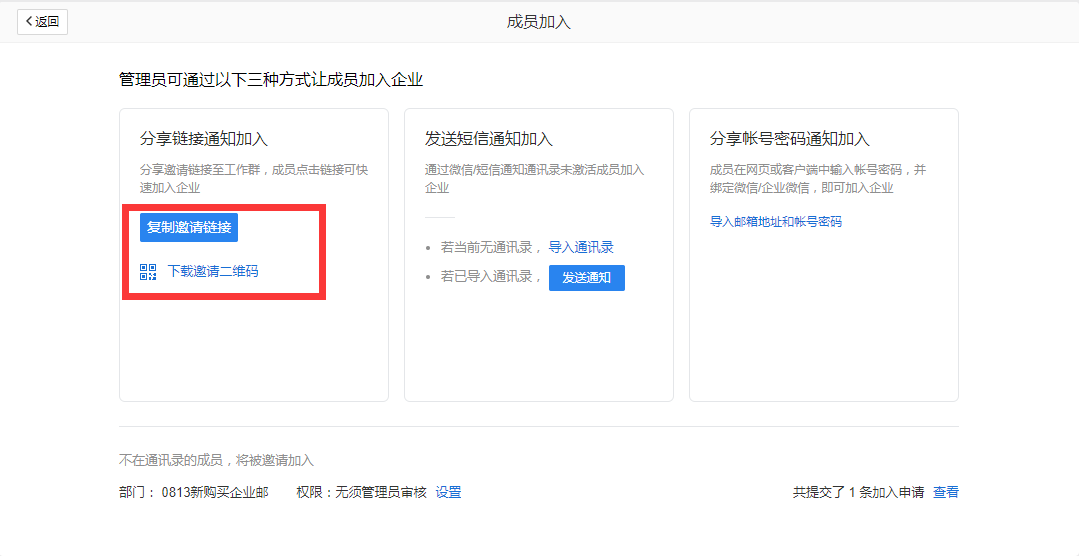 返回
成员加入
管理员可通过以下三种方式让成员加入企业
分享链接通知加入
分享邀请链接至工作群，成员点击链接可快
速加入企业
复制邀请链接
下载邀请二维码
发送短信通知加入
通过微信/短信通知通讯录未激活成员加入
企业
若当前无通讯录， 导入通讯录
若已导入通讯录， 发送通知
分享帐号密码通知加入
成员在网页或客户端中输入帐号密码，并
绑定微信/企业微信，即可加入企业
导入邮箱地址和帐号密码
不在通讯录的成员，将被邀请加入
部门： 0813新购买企业邮 权限：无须管理员审核 设置
共提交了 1 条加入申请 查看